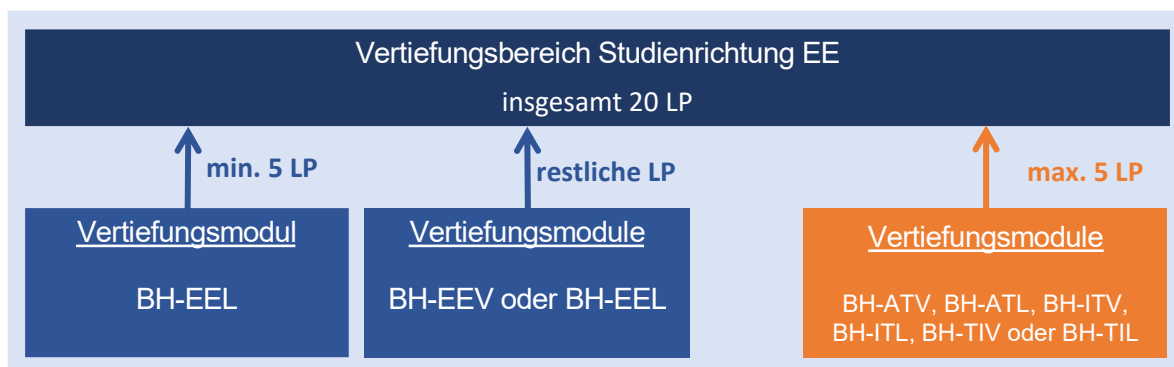 Vertiefungsbereich Studienrichtung EE
insgesamt 20 LP
min. 5 LP
restliche LP
max. 5 LP
Vertiefungsmodul
BH-EEL
Vertiefungsmodule
BH-EEV oder BH-EEL
Vertiefungsmodule
BH-ATV, BH-ATL, BH-ITV,
BH-ITL, BH-TIV oder BH-TIL